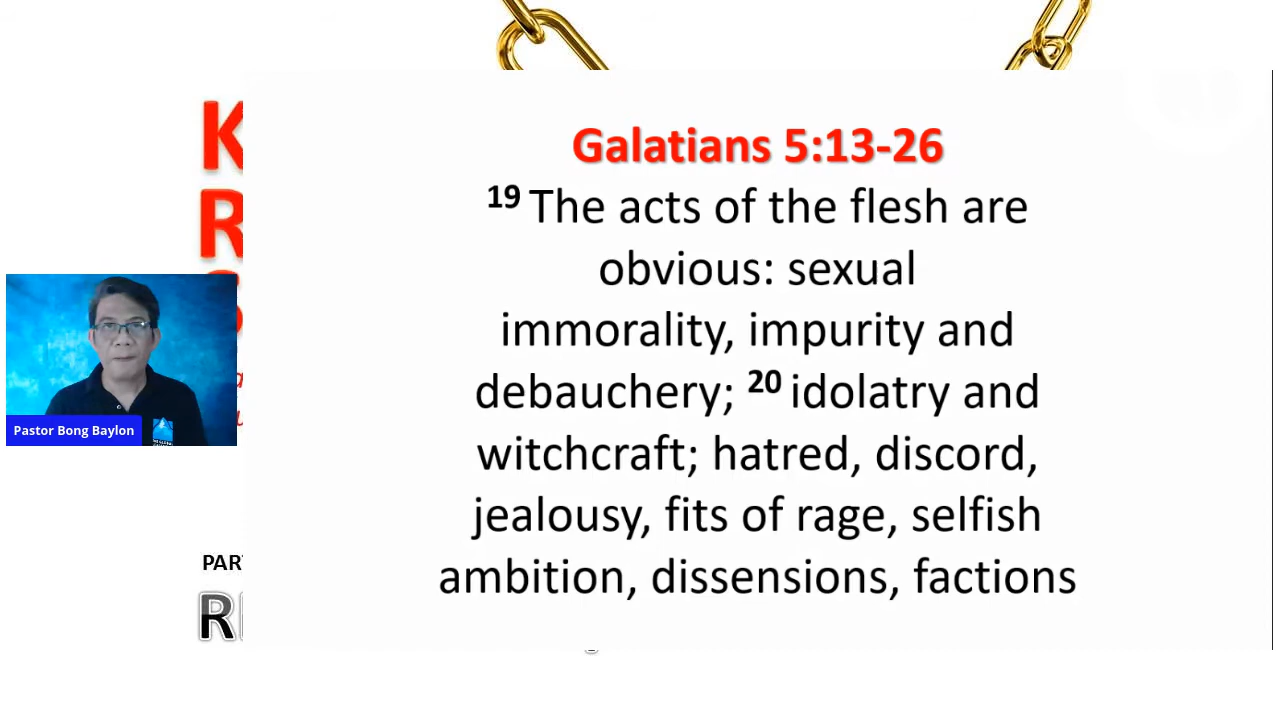 Galatians 5:13-26
19 The acts of the flesh are
obvious: sexual
immorality, impurity and
debauchery; 20 idolatry and
witchcraft; hatred, discord,
jealousy, fits of rage, selfish
ambition, dissensions, factions
Pastor Bong Baylon
K
R
PAR
R